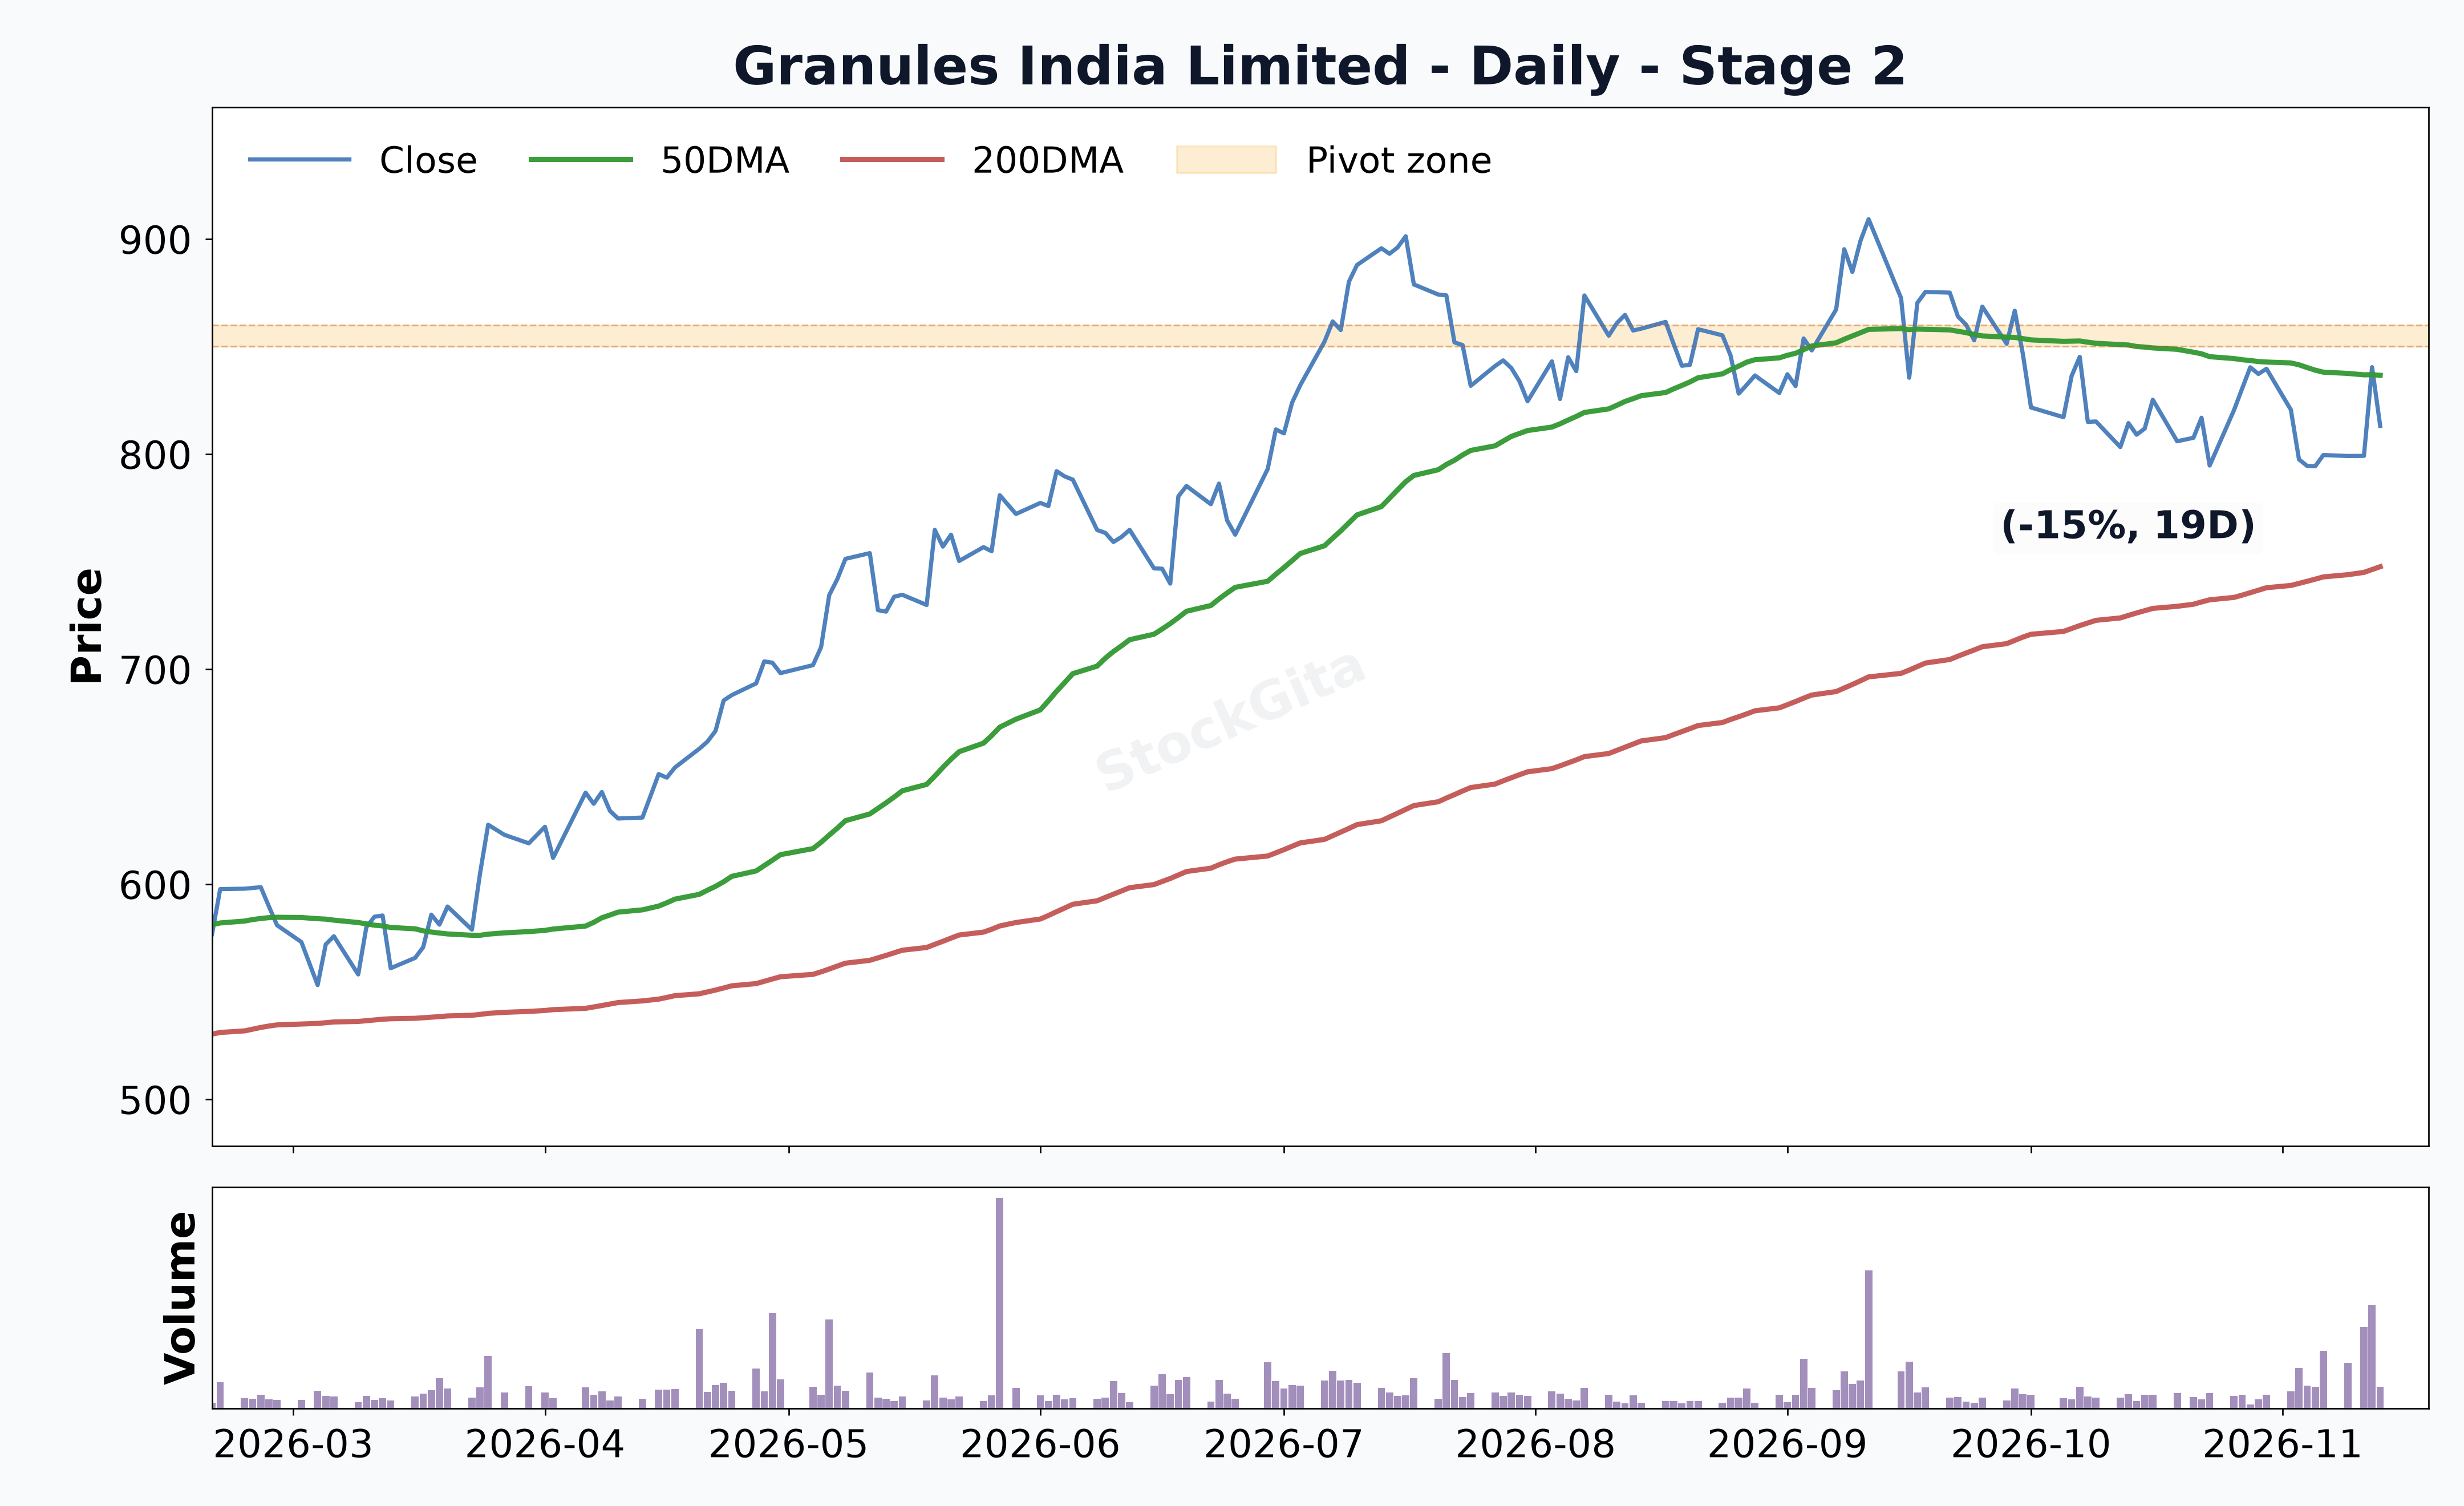 Granules India Limited - Daily - Stage 2
Close 50DMA 200DMA Pivot zone
900
800
700
600
500
Price
(-15%, 19D)
StockGita
Volume
2026-03 2026-04 2026-05 2026-06 2026-07 2026-08 2026-09 2026-10 2026-11